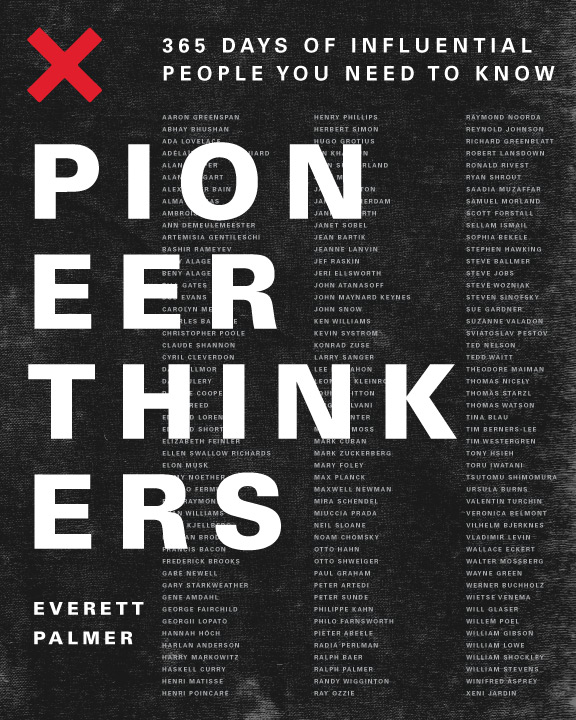 365 DAYS OF INFLUENTIAL
PEOPLE YOU NEED TO KNOW
PION
EER
THINK
ERS
EVERETT
PALMER
AARON GREENSPAN
ABHAY BHUSHAN
ADA LOVELACE
ALAN
BAIN
ANN DEMEULEMEESTER
ARTEMISIA GENTILESCHI
BASHIR RAMEYEV
BENY
GATES
EVANS
CAROLYN
CHRISTOPHER POOLE
CLAUDE SHANNON
CYRIL CLEVERDON
ELIZABETH FEINLER
ELLEN SWALLOW RICHARDS
ELON MUSK
WILLIAMS
FRANCIS BACON
FREDERICK BROOKS
GABE NEWELL
GARY STARKWEATHER
GENE AMDAHL
GEORGE FAIRCHILD
GEORGII LOPATO
HANNAH HÖCH
HARLAN ANDERSON
HARRY MARKOWITZ
HASKELL CURRY
HENRI MATISSE
HENRI POINCARE
HENRY PHILLIPS
HERBERT SIMON
HUGO GROTIUS
JANET SOBEL
JEAN BARTIK
JEANNE LANVIN
JEF RASKIN
JERI ELLSWORTH
JOHN ATANASOFF
JOHN MAYNARD KEYNES
JOHN SNOW
KEN WILLIAMS
KEVIN SYSTROM
KONRAD ZUSE
LARRY SANGER
LEE
MOSS
MARK CUBAN
MARK ZUCKERBERG
MARY FOLEY
MAX PLANCK
MAXWELL NEWMAN
MIRA SCHENDEL
MIUCCIA PRADA
NEIL SLOANE
NOAM CHOMSKY
OTTO HAHN
OTTO SHWEIGER
PAUL GRAHAM
PETER ARTEDI
PETER SUNDE
PHILIPPE KAHN
PHILO FARNSWORTH
PIETER ABEELE
RADIA PERLMAN
RALPH BAER
RALPH PALMER
RANDY WIGGINTON
RAY OZZIE
RAYMOND NOORDA
REYNOLD JOHNSON
RICHARD GREENBLATT
ROBERT LANSDOWN
RONALD RIVEST
RYAN SHROUT
SAADIA MUZAFFAR
SAMUEL MORLAND
SCOTT FORSTALL
SELLAM ISMAIL
SOPHIA BEKELE
STEPHEN HAWKING
STEVE BALLMER
STEVE JOBS
STEVE WOZNIAK
STEVEN SINOFSKY
SUE GARDNER
SUZANNE VALADON
SVIATOSLAV PESTOV
TED NELSON
TEDD WAITT
THEODORE MAIMAN
THOMAS NICELY
THOMAS STARZL
THOMAS WATSON
TINA BLAU
TIM BERNERS-LEE
TIM WESTERGREN
TONY HSIEH
TORU IWATANI
TSUTOMU SHIMOMURA
URSULA BURNS
VALENTIN TURCHIN
VERONICA BELMONT
VILHELM BJERKNES
VLADIMIR LEVIN
WALLACE ECKERT
WALTER MOSSBERG
WAYNE GREEN
WERNER BUCHHOLZ
WIETSE VENEMA
WILL GLASER
WILLEM POEL
WILLIAM GIBSON
WILLIAM LOWE
WILLIAM SHOCKLEY
WILLIAM STEVENS
WINIFRED ASPREY
XENI JARDIN